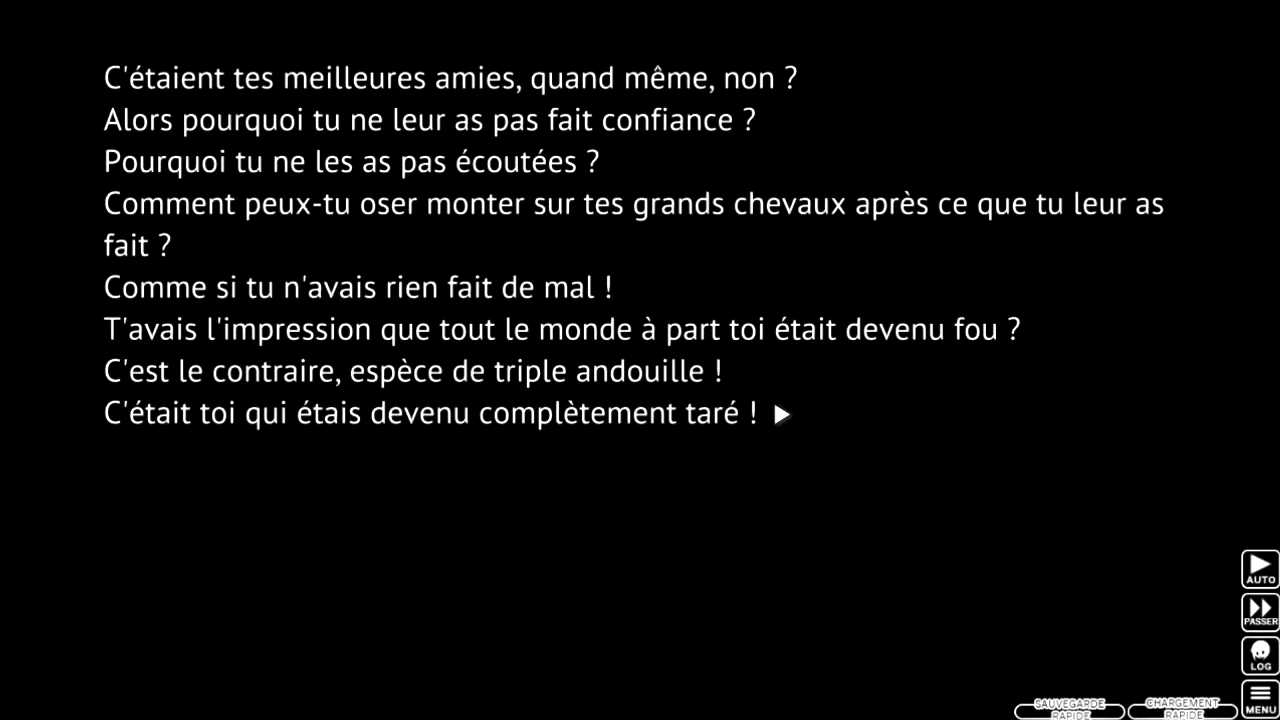 C'étaient tes meilleures amies, quand même, non ?
Alors pourquoi tu ne leur as pas fait confiance ?
Pourquoi tu ne les as pas écoutées ?
Comment peux-tu oser monter sur tes grands chevaux après ce que tu leur as
fait ?
Comme si tu n'avais rien fait de mal !
T'avais l'impression que tout le monde à part toi était devenu fou ?
C'est le contraire, espèce de triple andouille !
C'était toi qui étais devenu complètement taré !
AUTO
PASSER
LOG
MENU
SAUVEGARDE
RAPIDE
CHARGEMENT
RAPIDE